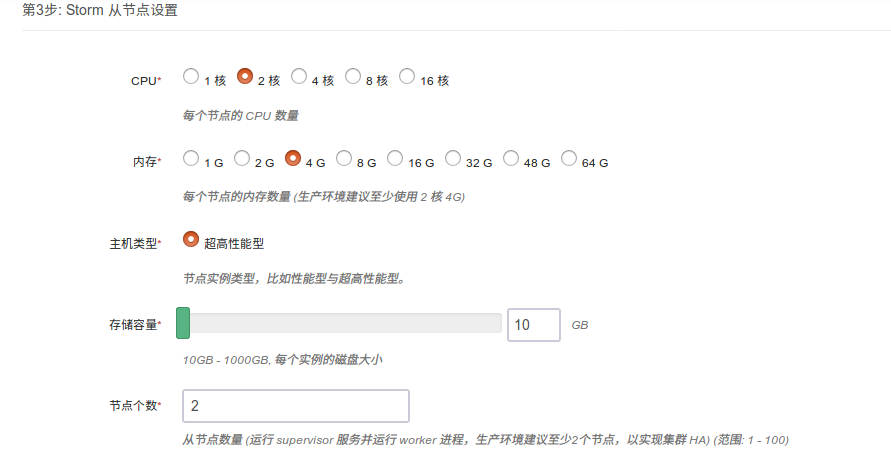 第3步: Storm 从节点设置
CPU* 1 核 2 核 4 核 8 核 16 核
每个节点的 CPU 数量
内存* 1 G 2 G 4 G 8 G 16 G 32 G 48 G 64 G
每个节点的内存数量 (生产环境建议至少使用 2 核 4G)
主机类型* 超高性能型
节点实例类型，比如性能型与超高性能型。
存储容量* 10 GB
10GB - 1000GB, 每个实例的磁盘大小
节点个数* 2
从节点数量 (运行 supervisor 服务并运行 worker 进程，生产环境建议至少2个节点，以实现集群 HA) (范围: 1 - 100)